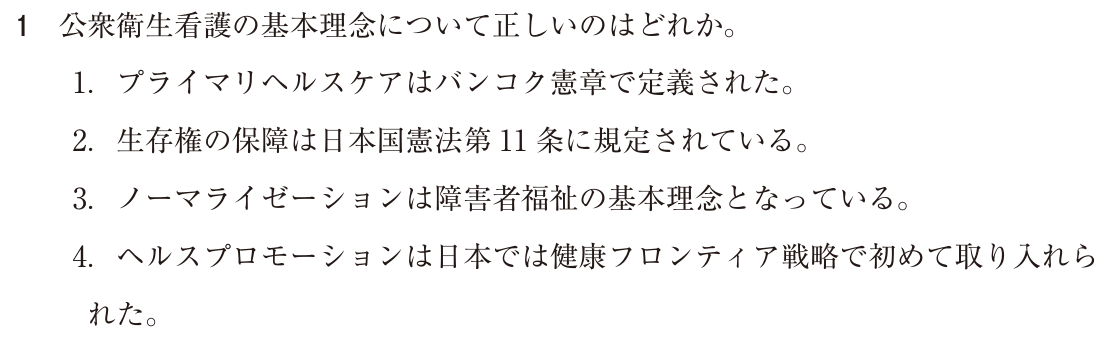 1 公衆衛生看護の基本理念について正しいのはどれか。
1. プライマリヘルスケアはバンコク憲章で定義された。
2. 生存権の保障は日本国憲法第 11 条に規定されている。
3. ノーマライゼーションは障害者福祉の基本理念となっている。
4. ヘルスプロモーションは日本では健康フロンティア戦略で初めて取り入れら
れた。